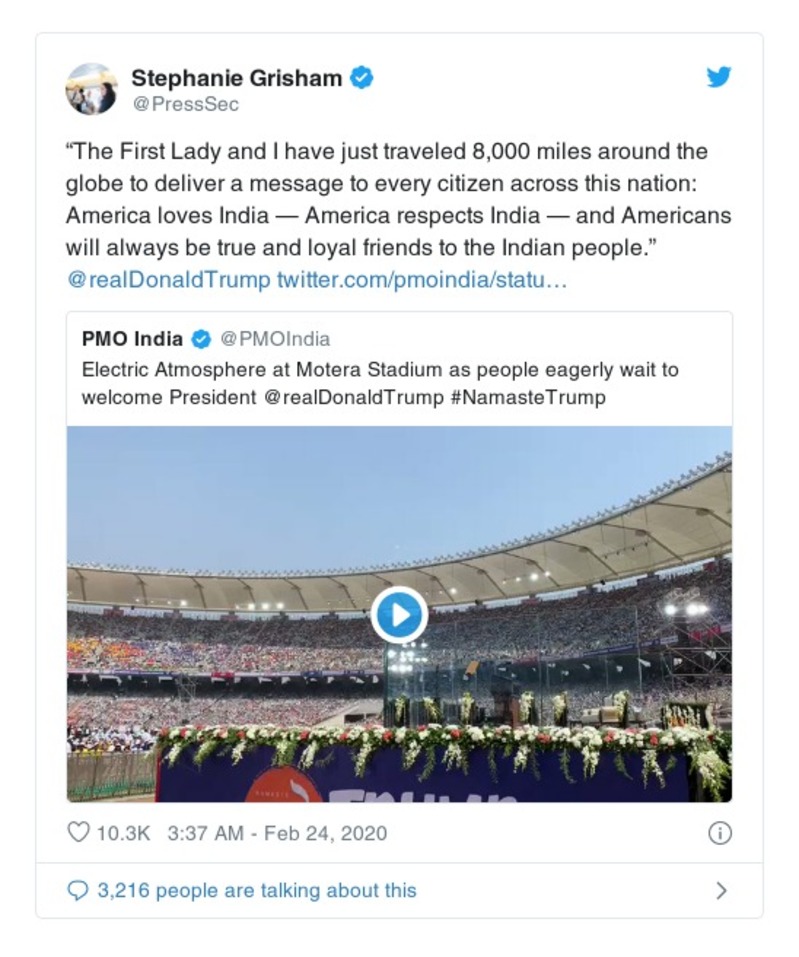 Stephanie Grisham
@PressSec
“The First Lady and I have just traveled 8,000 miles around the
globe to deliver a message to every citizen across this nation:
America loves India — America respects India — and Americans
will always be true and loyal friends to the Indian people.”
@realDonaldTrump twitter.com/pmoindia/statu…
PMO India @PMOIndia
Electric Atmosphere at Motera Stadium as people eagerly wait to
welcome President @realDonaldTrump #NamasteTrump
NAMASTE
TRUMP
10.3K 3:37 AM - Feb 24, 2020
3,216 people are talking about this